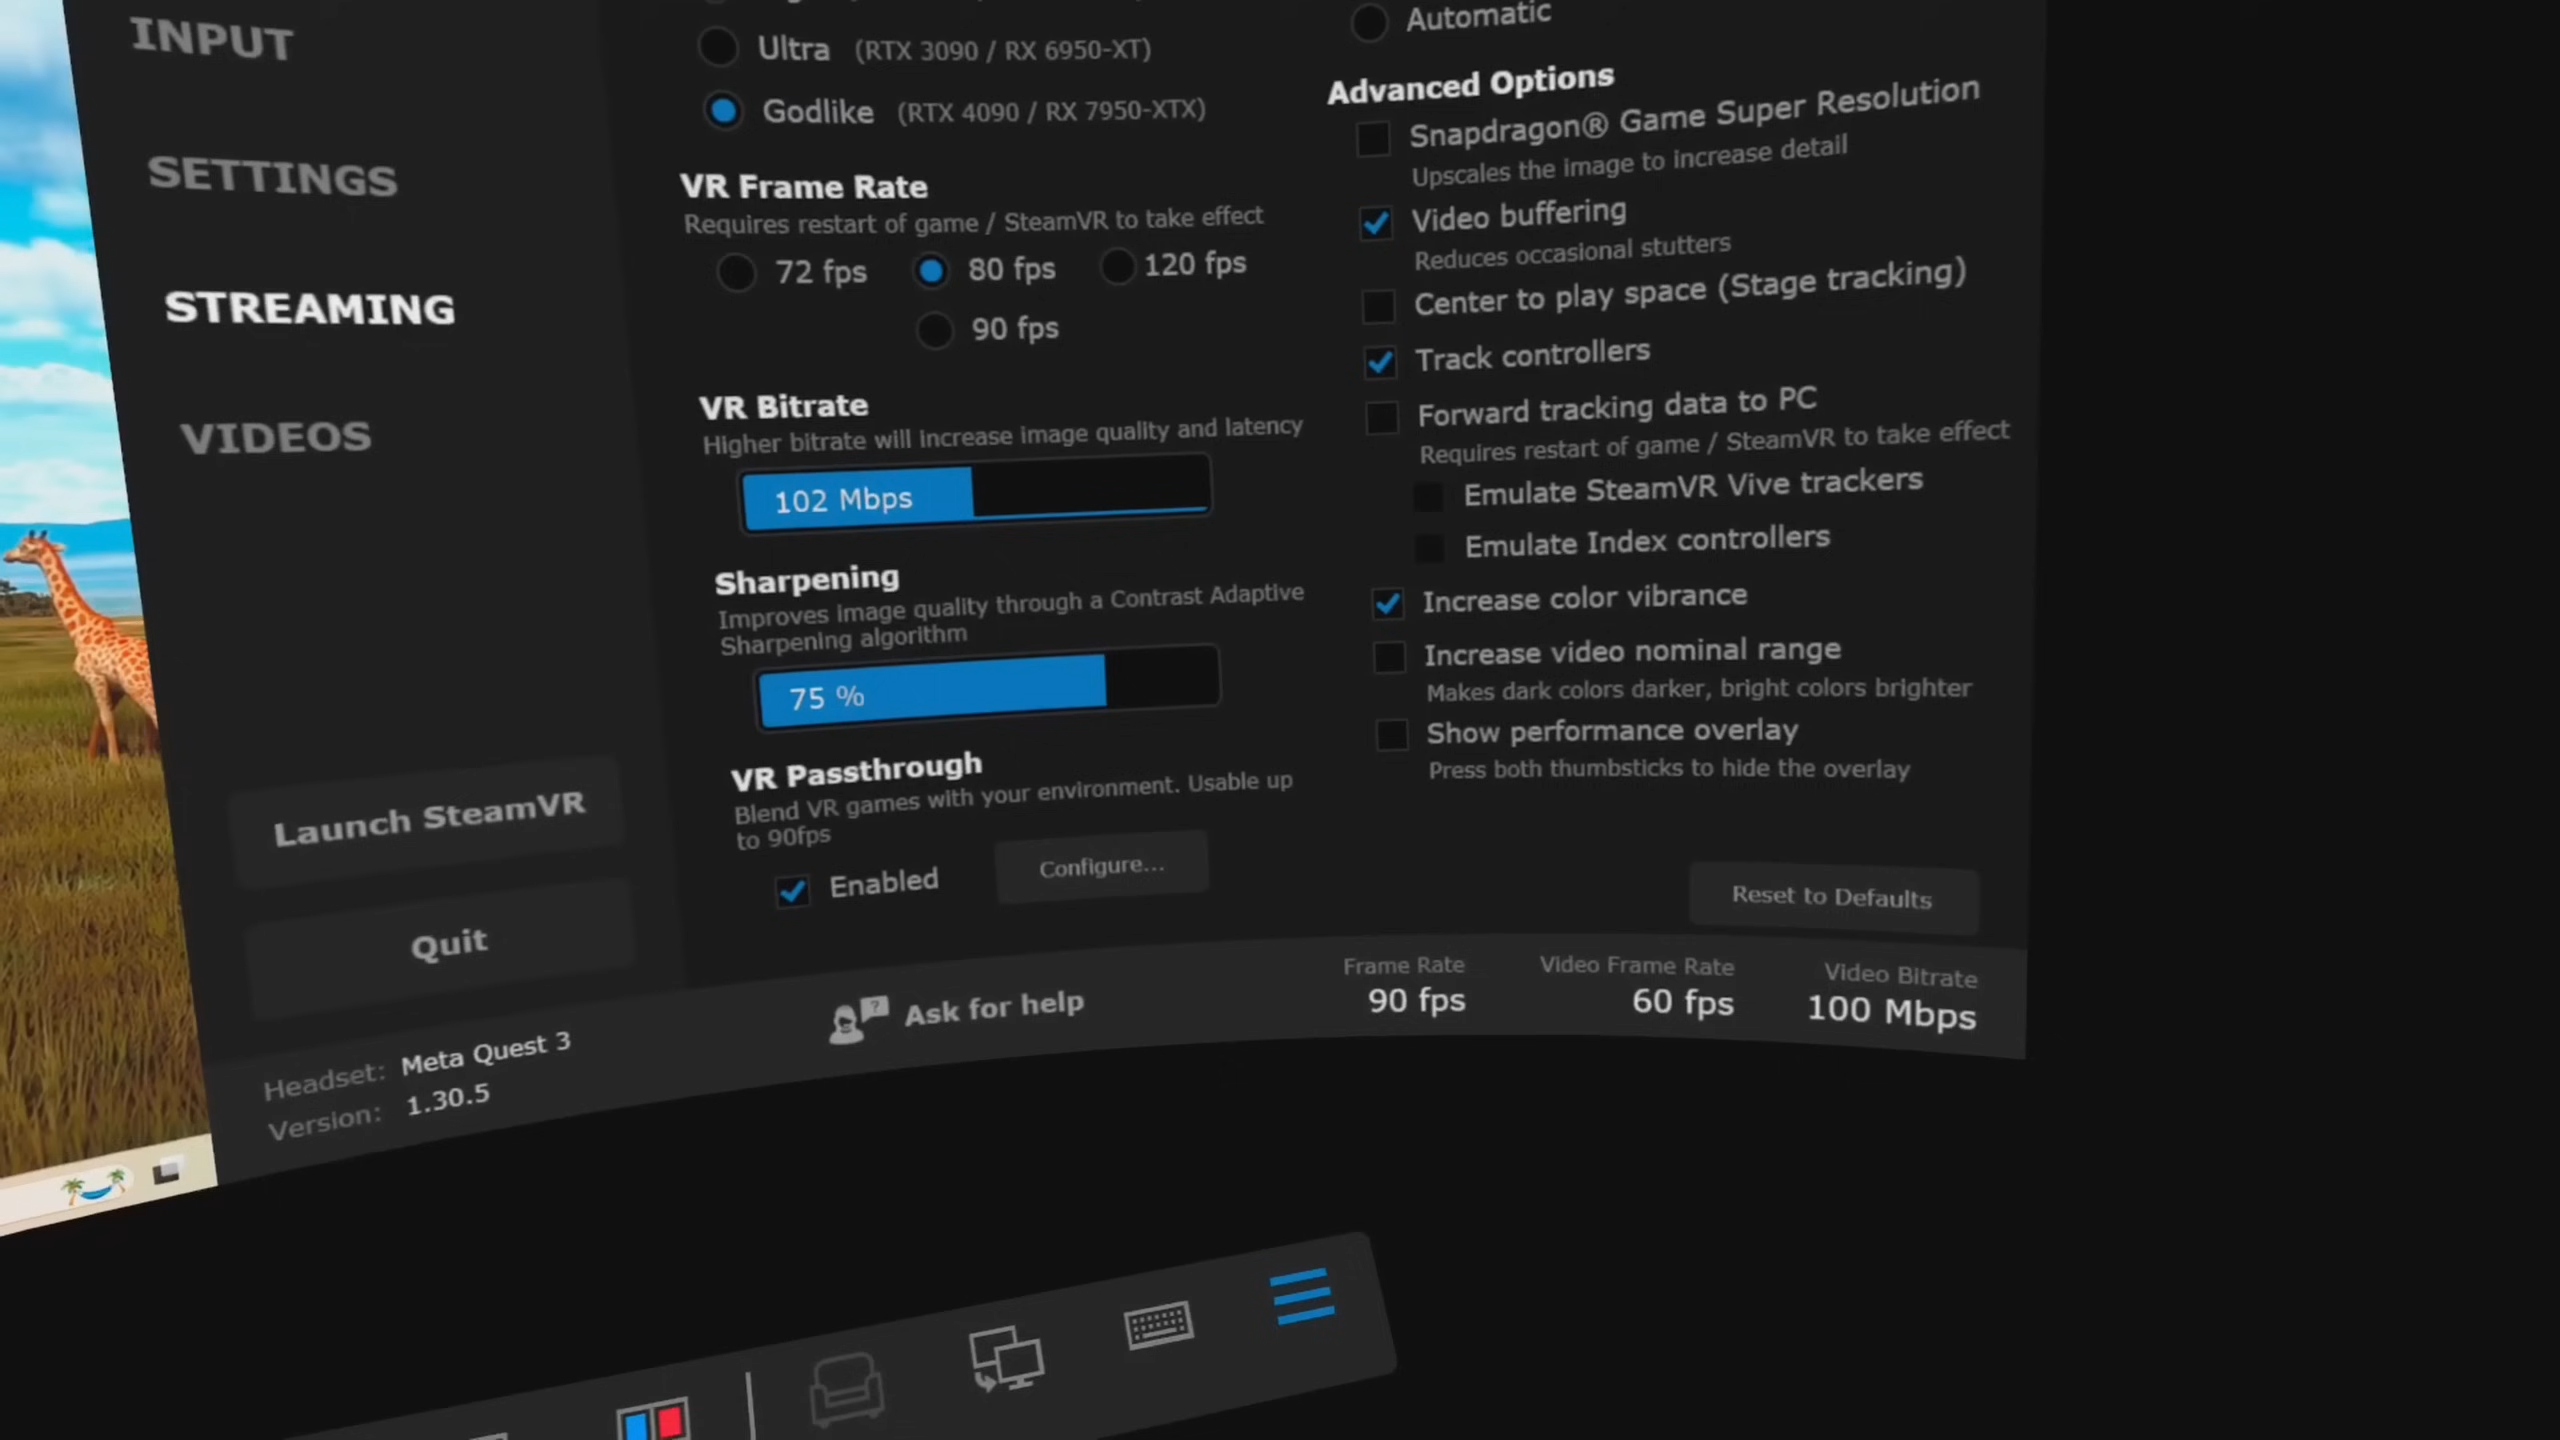 INPUT
SETTINGS
STREAMING
VIDEOS
Launch SteamVR
Quit
Headset: Meta Quest 3
Version: 1.30.5
Ultra (RTX 3090 / RX 6950-XT)
Godlike (RTX 4090 / RX 7950-XTX)
VR Frame Rate
Requires restart of game / SteamVR to take effect
72 fps
80 fps
120 fps
90 fps
VR Bitrate
Higher bitrate will increase image quality and latency
102 Mbps
Sharpening
Improves image quality through a Contrast Adaptive
Sharpening algorithm
75 %
VR Passthrough
Blend VR games with your environment. Usable up
to 90fps
Enabled
Configure...
Automatic
Advanced Options
Snapdragon® Game Super Resolution
Upscales the image to increase detail
Video buffering
Reduces occasional stutters
Center to play space (Stage tracking)
Track controllers
Forward tracking data to PC
Requires restart of game / SteamVR to take effect
Emulate SteamVR Vive trackers
Emulate Index controllers
Increase color vibrance
Increase video nominal range
Makes dark colors darker, bright colors brighter
Show performance overlay
Press both thumbsticks to hide the overlay
Reset to Defaults
? Ask for help
Frame Rate
90 fps
Video Frame Rate
60 fps
Video Bitrate
100 Mbps